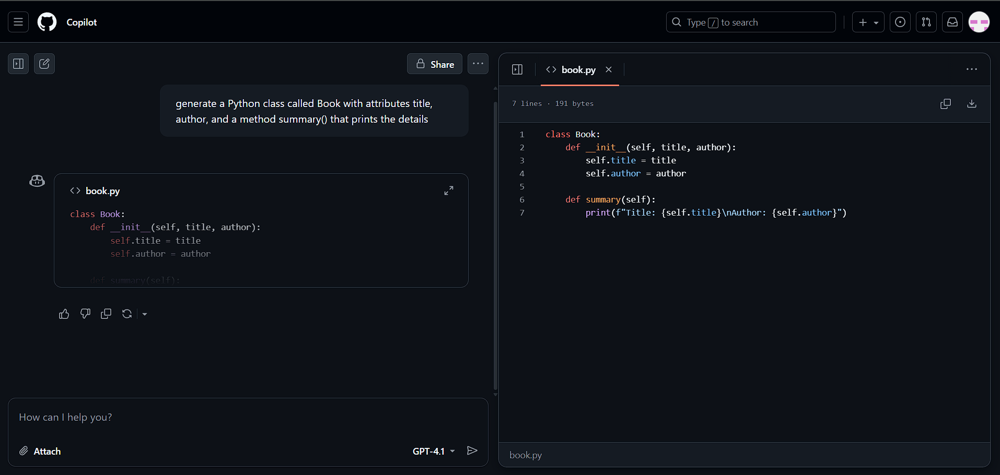 Copilot
Type / to search
Share
generate a Python class called Book with attributes title,
author, and a method summary() that prints the details
book.py
class Book:
    def __init__(self, title, author):
        self.title = title
        self.author = author
    def summary(self):
How can I help you?
Attach
GPT-4.1
book.py
7 lines · 191 bytes
1 class Book:
2     def __init__(self, title, author):
3         self.title = title
4         self.author = author
5
6     def summary(self):
7         print(f"Title: {self.title}\nAuthor: {self.author}")
book.py